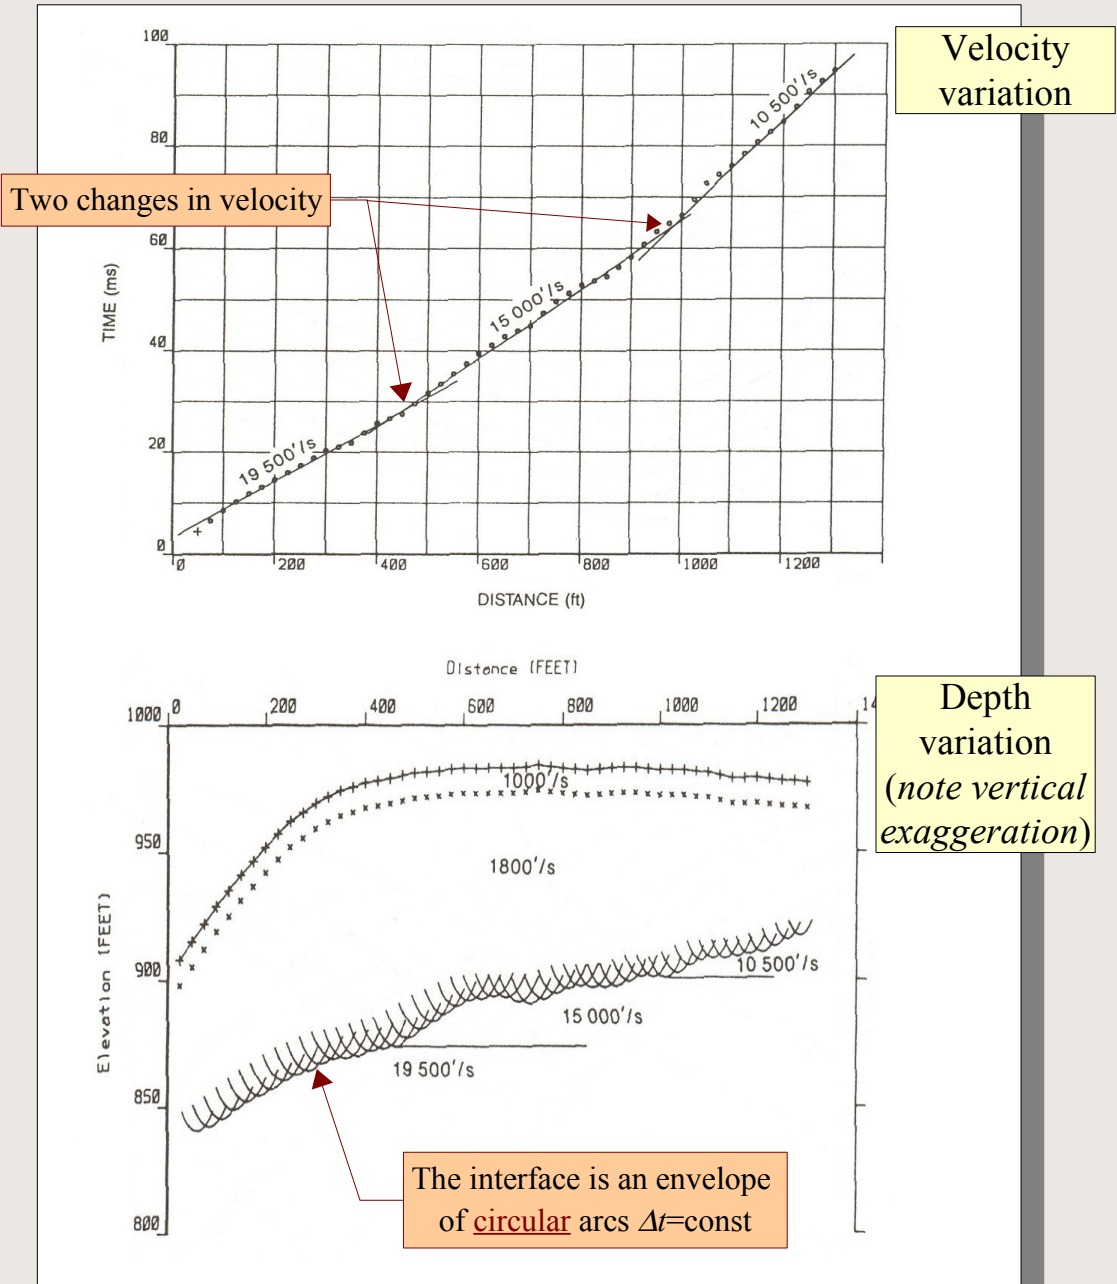 Velocity
variation
100
80
60
40
20
0
TIME (ms)
10 500'/s
15 000'/s
19 500'/s
Two changes in velocity
0 200 400 600 800 1000 1200
DISTANCE (ft)
Distance (FEET)
0 200 400 600 800 1000 1200 14
Depth
variation
(note vertical
exaggeration)
1000
950
900
850
800
Elevation (FEET)
1000'/s
1800'/s
10 500'/s
15 000'/s
19 500'/s
The interface is an envelope
of circular arcs Δt=const